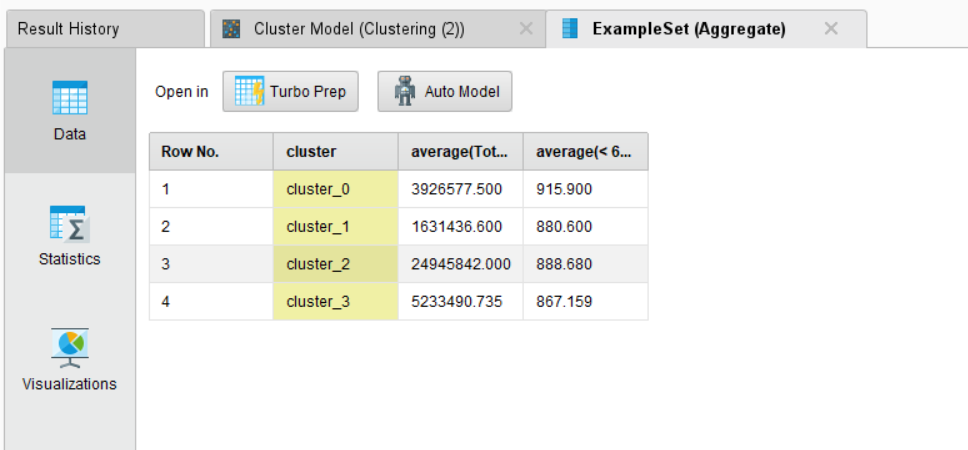 Result History
Cluster Model (Clustering (2))
ExampleSet (Aggregate)
Data
Statistics
Visualizations
Open in
Turbo Prep
Auto Model
Row No. cluster average(Tot... average(< 6...
1 cluster_0 3926577.500 915.900
2 cluster_1 1631436.600 880.600
3 cluster_2 24945842.000 888.680
4 cluster_3 5233490.735 867.159